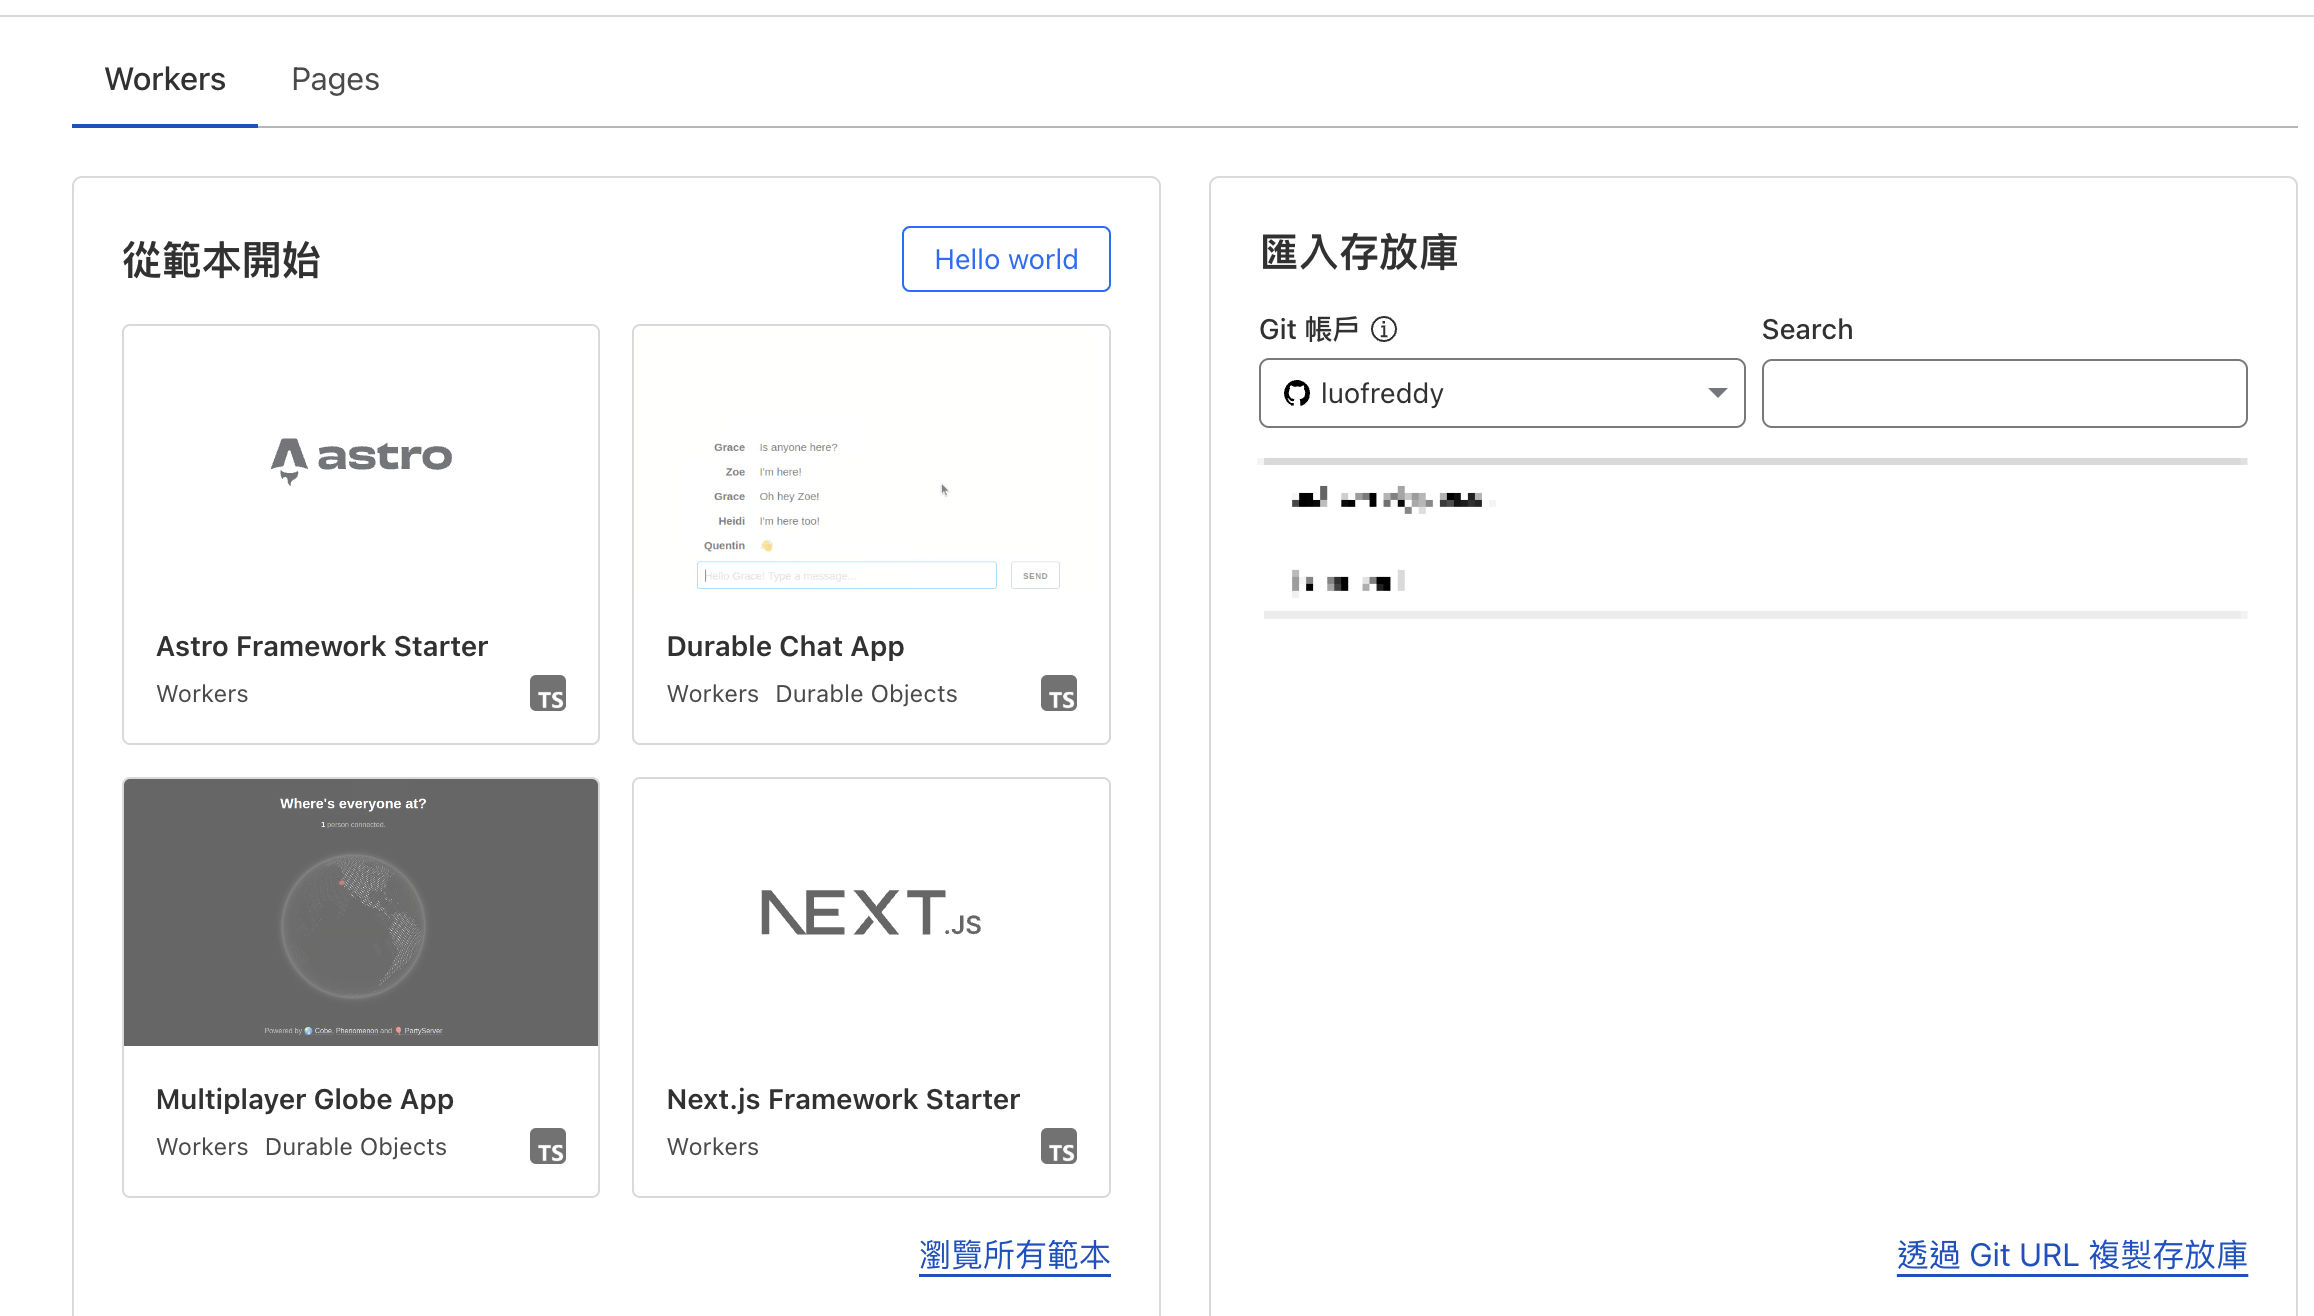 Workers
Pages
從範本開始
Hello world
astro
Grace Is anyone here?
Zoe I'm here!
Grace Oh hey Zoe!
Heidi I'm here too!
Quentin 👋
Hello Grace! Type a message...
SEND
Astro Framework Starter
Workers
TS
Durable Chat App
Workers Durable Objects
TS
Where's everyone at?
1 person connected.
Powered by 🌏 Cobe, Phenomenon and 🎈 PartyServer
Multiplayer Globe App
Workers Durable Objects
TS
NEXT.JS
Next.js Framework Starter
Workers
TS
瀏覽所有範本
匯入存放庫
Git 帳戶
Search
luofreddy
透過 Git URL 複製存放庫